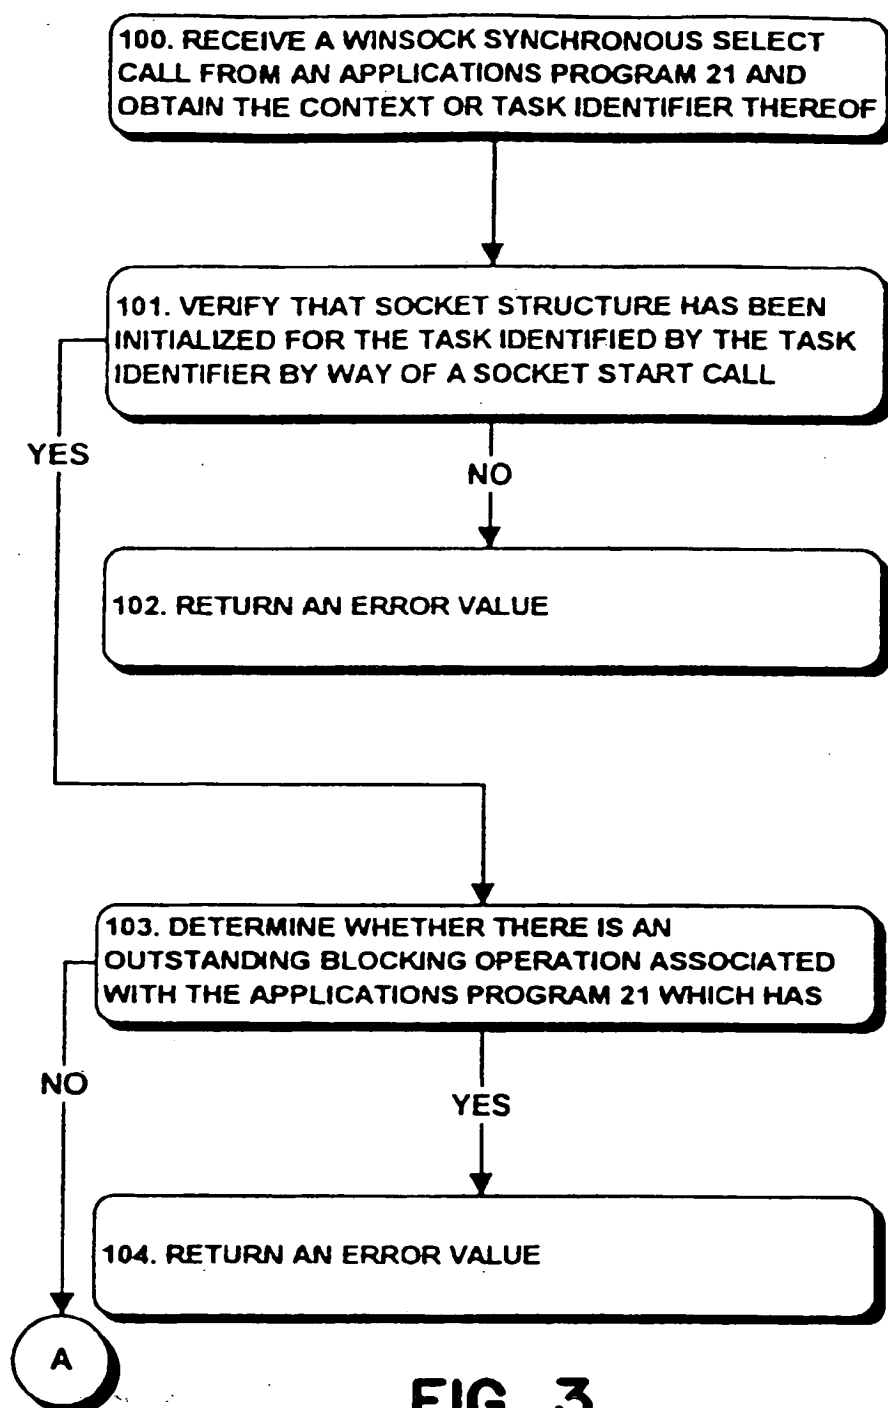 100. RECEIVE A WINSOCK SYNCHRONOUS SELECT
CALL FROM AN APPLICATIONS PROGRAM 21 AND
OBTAIN THE CONTEXT OR TASK IDENTIFIER THEREOF
101. VERIFY THAT SOCKET STRUCTURE HAS BEEN
INITIALIZED FOR THE TASK IDENTIFIED BY THE TASK
IDENTIFIER BY WAY OF A SOCKET START CALL
YES
NO
102. RETURN AN ERROR VALUE
103. DETERMINE WHETHER THERE IS AN
OUTSTANDING BLOCKING OPERATION ASSOCIATED
WITH THE APPLICATIONS PROGRAM 21 WHICH HAS
NO
YES
104. RETURN AN ERROR VALUE
A
FIG. 3